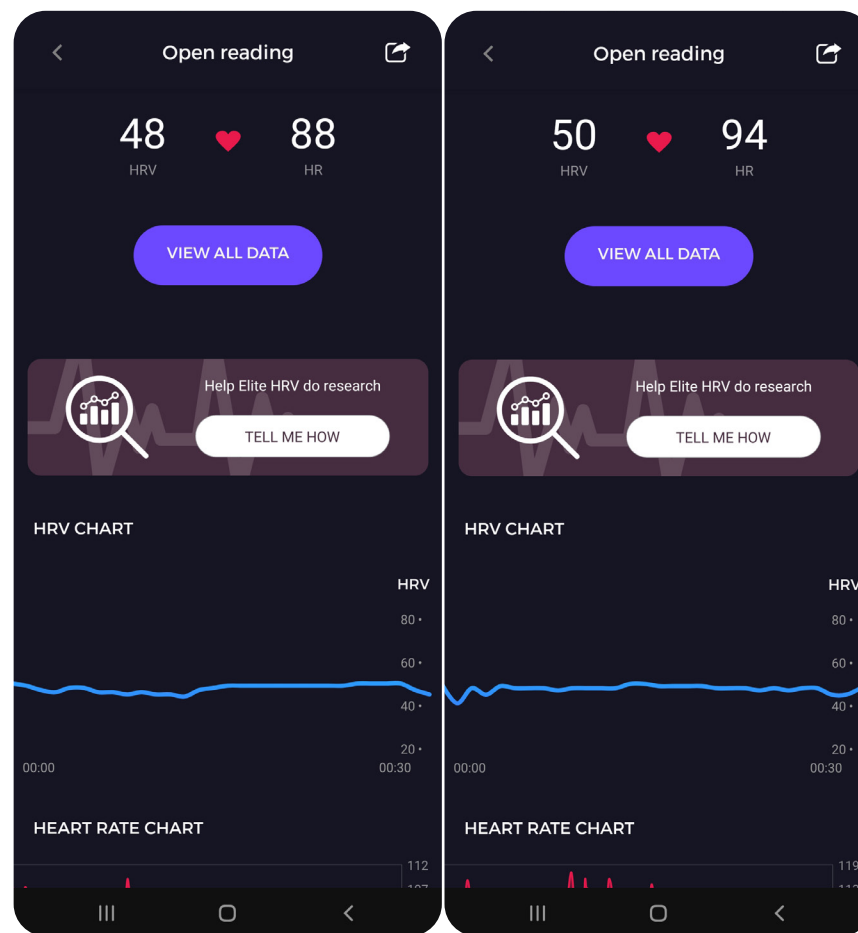 Open reading
48
88
HRV
HR
VIEW ALL DATA
Help Elite HRV do research
TELL ME HOW
HRV CHART
HRV
80
60
40
20
00:00
00:30
HEART RATE CHART
112
Open reading
50
94
HRV
HR
VIEW ALL DATA
Help Elite HRV do research
TELL ME HOW
HRV CHART
HRV
80
60
40
20
00:00
00:30
HEART RATE CHART
119